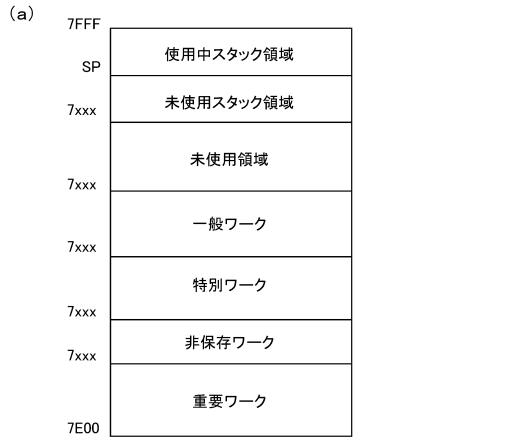 （a）
7FFF
使用中スタック領域
SP
未使用スタック領域
7xxx
未使用領域
7xxx
一般ワーク
7xxx
特別ワーク
7xxx
非保存ワーク
7xxx
重要ワーク
7E00